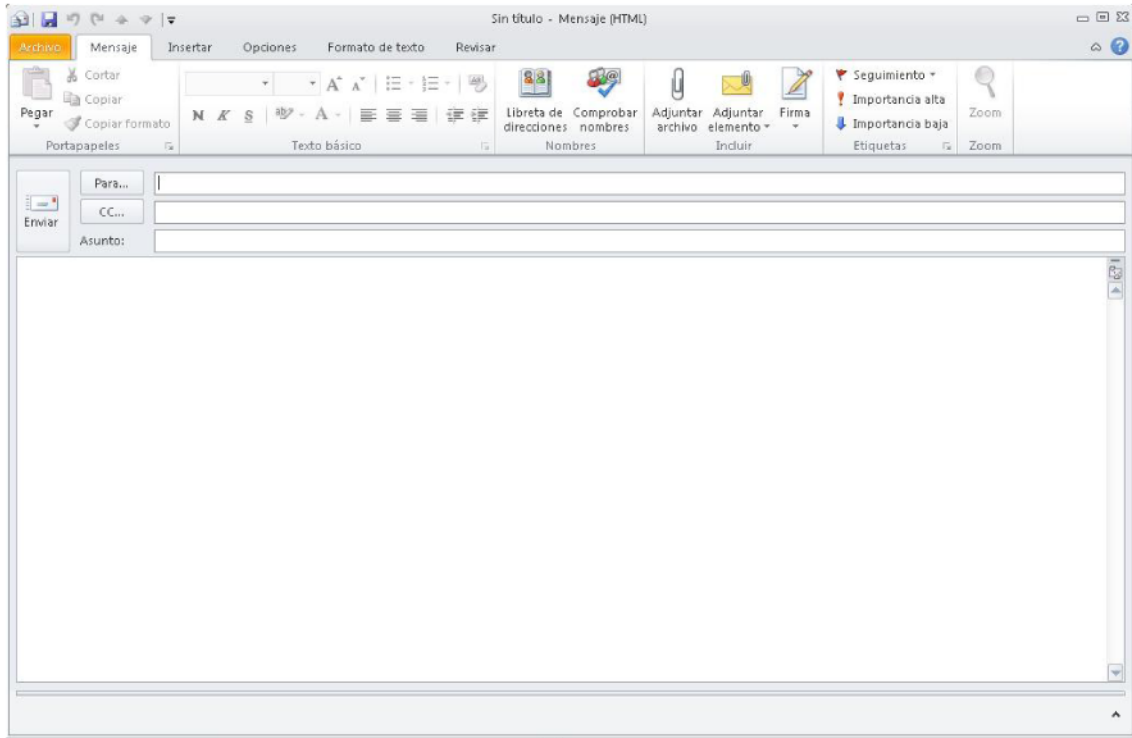 Sin título - Mensaje (HTML)
Archivo Mensaje Insertar Opciones Formato de texto Revisar
Pegar
Cortar
Copiar
Copiar formato
Portapapeles
N K S
Texto básico
Libreta de direcciones
Comprobar nombres
Nombres
Adjuntar archivo
Adjuntar elemento
Firma
Incluir
Seguimiento
Importancia alta
Importancia baja
Etiquetas
Zoom
Zoom
Enviar
Para...
CC...
Asunto: